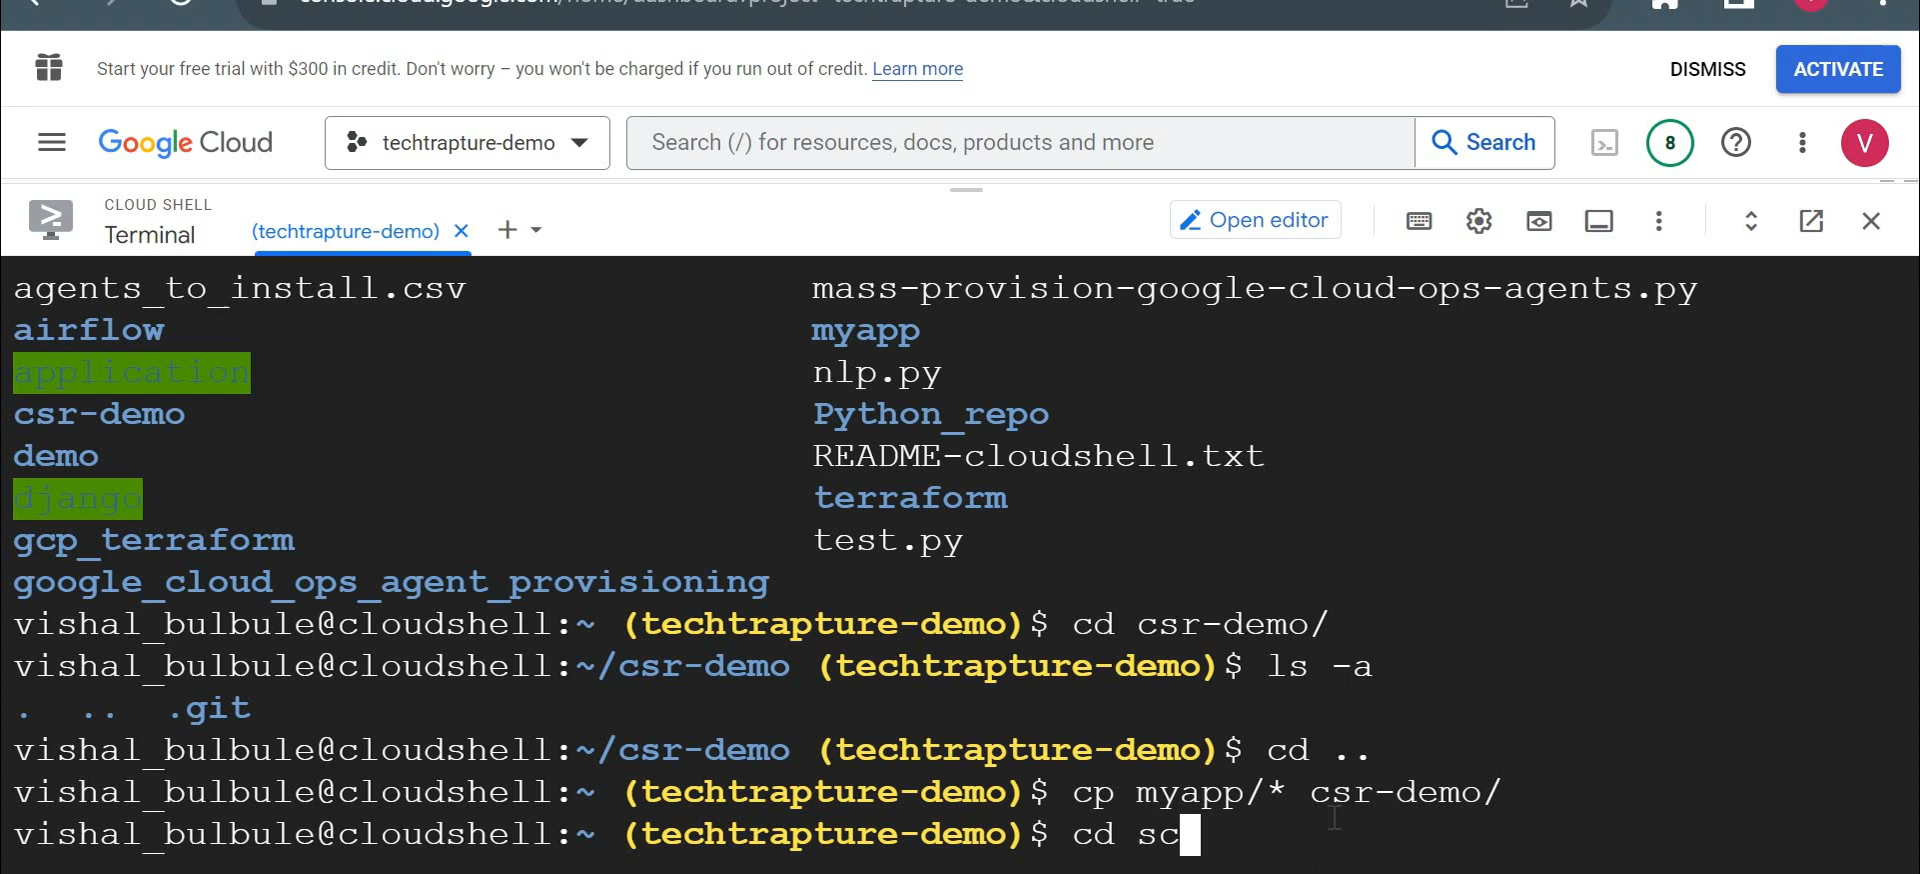 Start your free trial with $300 in credit. Don't worry – you won't be charged if you run out of credit. Learn more
DISMISS
ACTIVATE
Google Cloud
techtrapture-demo
Search (/) for resources, docs, products and more
Search
8
V
CLOUD SHELL
Terminal
(techtrapture-demo)
Open editor
agents_to_install.csv mass-provision-google-cloud-ops-agents.py
airflow myapp
application nlp.py
csr-demo Python_repo
demo README-cloudshell.txt
django terraform
gcp_terraform test.py
google_cloud_ops_agent_provisioning
vishal_bulbule@cloudshell:~ (techtrapture-demo)$ cd csr-demo/
vishal_bulbule@cloudshell:~/csr-demo (techtrapture-demo)$ ls -a
. .. .git
vishal_bulbule@cloudshell:~/csr-demo (techtrapture-demo)$ cd ..
vishal_bulbule@cloudshell:~ (techtrapture-demo)$ cp myapp/* csr-demo/
vishal_bulbule@cloudshell:~ (techtrapture-demo)$ cd sc